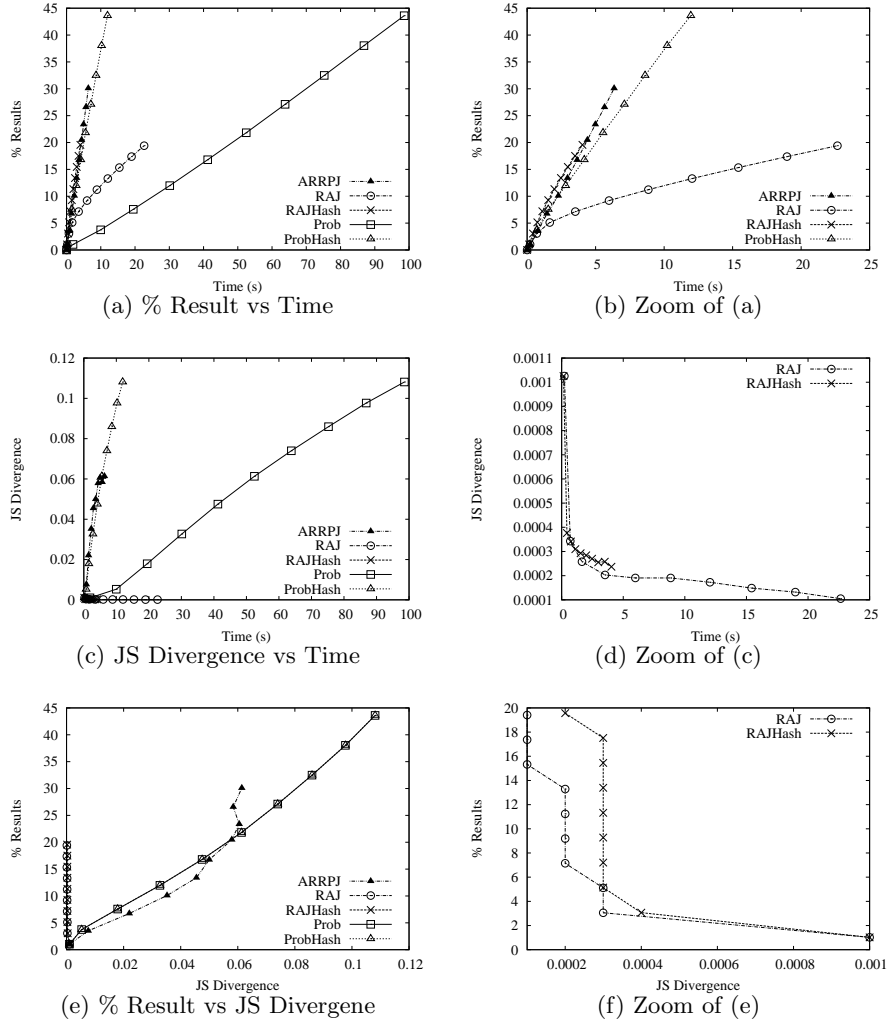 45
40
35
30
25
20
15
10
5
0
% Results
0 10 20 30 40 50 60 70 80 90 100
Time (s)
ARRPJ
RAJ
RAJHash
Prob
ProbHash
(a) % Result vs Time
45
40
35
30
25
20
15
10
5
0
% Results
0 5 10 15 20 25
Time (s)
ARRPJ
RAJ
RAJHash
ProbHash
(b) Zoom of (a)
0.12
0.1
0.08
0.06
0.04
0.02
0
JS Divergence
0 10 20 30 40 50 60 70 80 90 100
Time (s)
ARRPJ
RAJ
RAJHash
Prob
ProbHash
(c) JS Divergence vs Time
0.0011
0.001
0.0009
0.0008
0.0007
0.0006
0.0005
0.0004
0.0003
0.0002
0.0001
JS Divergence
0 5 10 15 20 25
Time (s)
RAJ
RAJHash
(d) Zoom of (c)
45
40
35
30
25
20
15
10
5
0
% Results
0 0.02 0.04 0.06 0.08 0.1 0.12
JS Divergence
ARRPJ
RAJ
RAJHash
Prob
ProbHash
(e) % Result vs JS Divergene
20
18
16
14
12
10
8
6
4
2
0
% Results
0.0002 0.0004 0.0006 0.0008 0.001
JS Divergence
RAJ
RAJHash
(f) Zoom of (e)